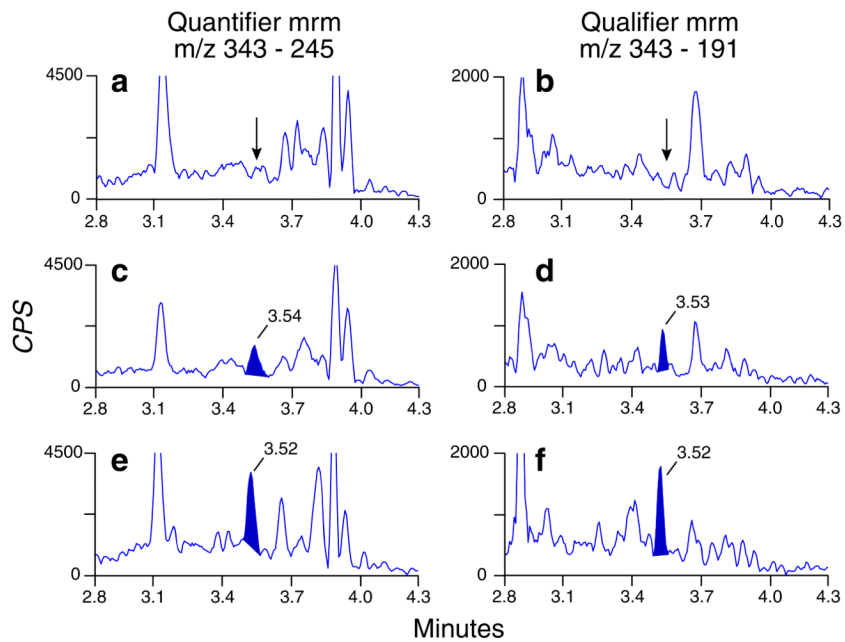 Quantifier mrm
m/z 343 - 245
Qualifier mrm
m/z 343 - 191
a
4500
0
2.8 3.1 3.4 3.7 4.0 4.3
b
2000
0
2.8 3.1 3.4 3.7 4.0 4.3
CPS
c
4500
3.54
0
2.8 3.1 3.4 3.7 4.0 4.3
d
2000
3.53
0
2.8 3.1 3.4 3.7 4.0 4.3
e
4500
3.52
0
2.8 3.1 3.4 3.7 4.0 4.3
f
2000
3.52
0
2.8 3.1 3.4 3.7 4.0 4.3
Minutes